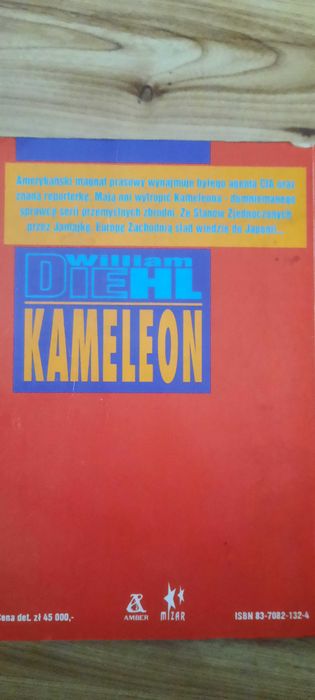 Amerykański magnat prasowy wynajmuje byłego agenta CIA oraz
znaną reporterkę. Mają oni wytropić Kameleona - domniemanego
sprawcę serii przemyślnych zbrodni. Ze Stanów Zjednoczonych
przez Jamajkę, Europę Zachodnią ślad wiedzie do Japonii...
William
DIEHL
KAMELEON
Cena det. zł 45 000,-
AMBER
MIZAR
ISBN 83-7082-132-4